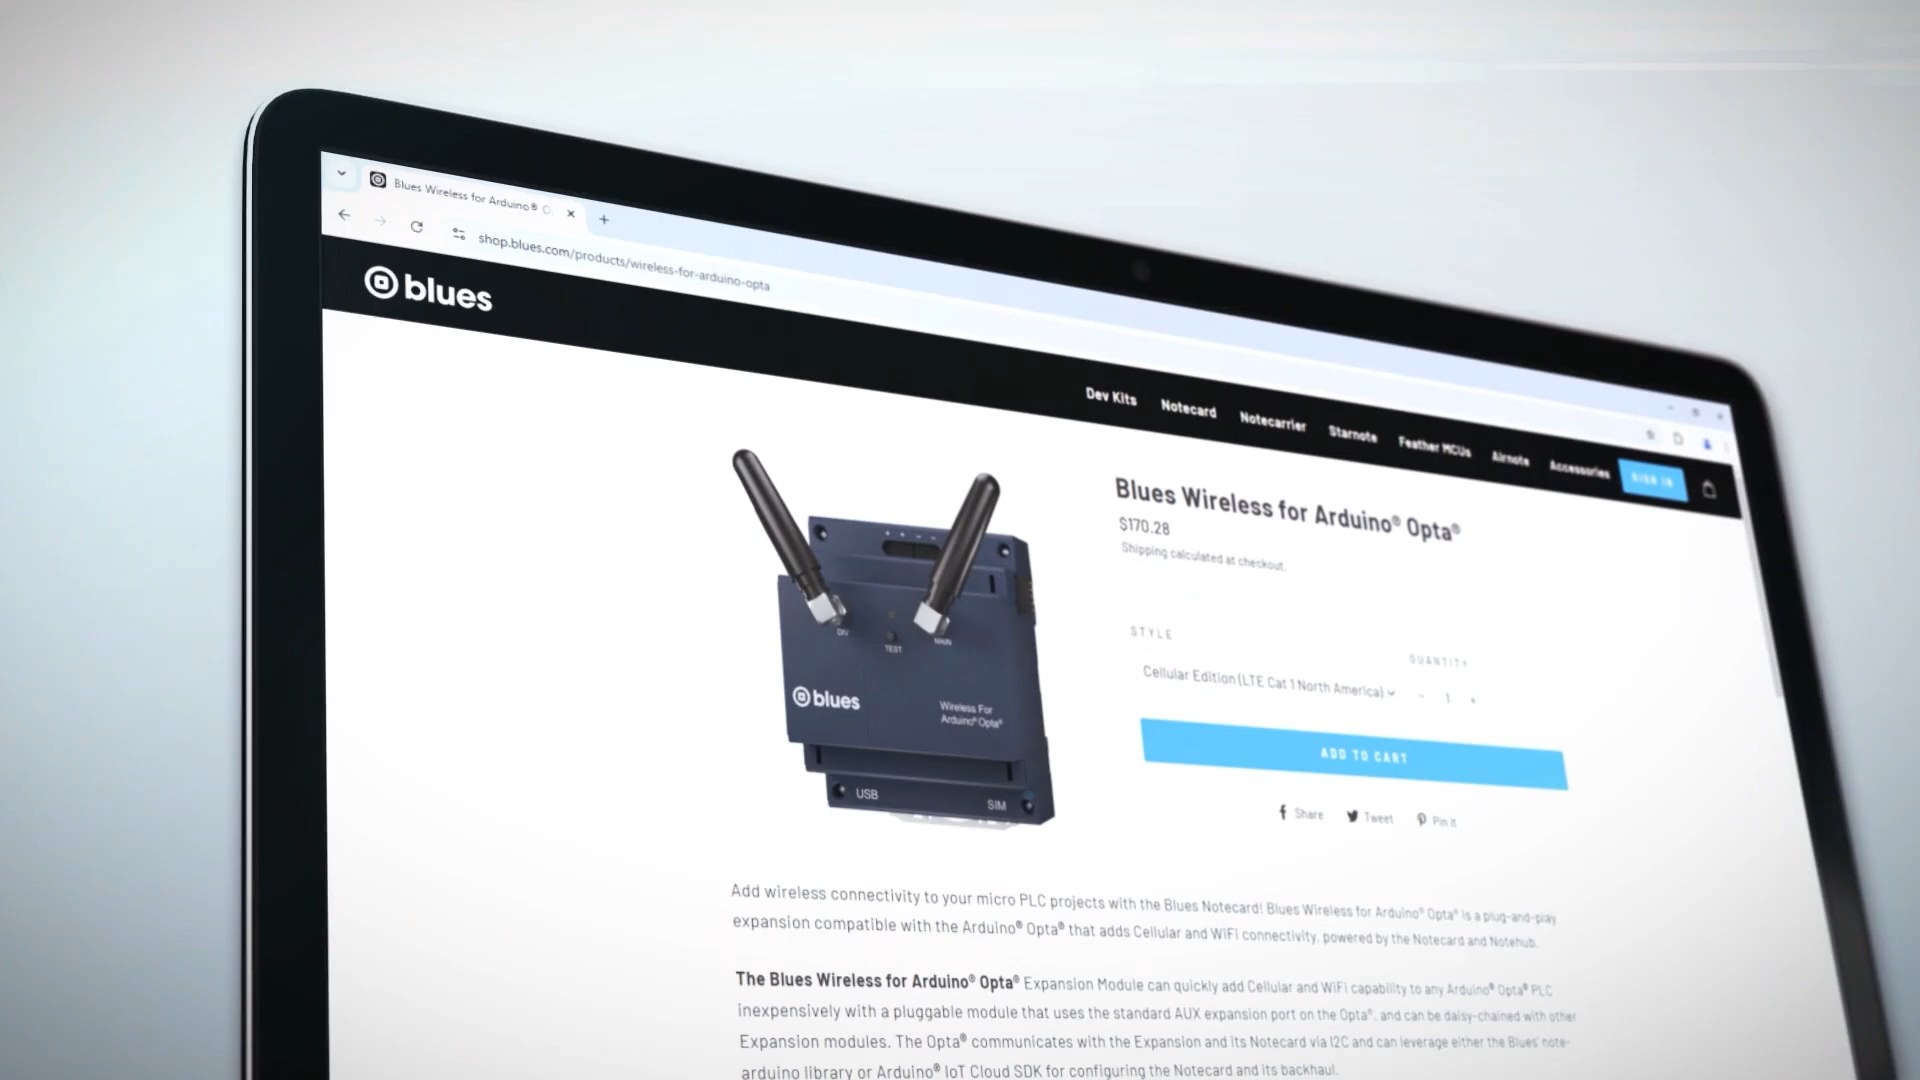 Blues Wireless for Arduino® O
shop.blues.com/products/wireless-for-arduino-opta
blues
Dev Kits Notecard Notecarrier Starnote Feather MCUs Airnote Accessories SIGN IN
Blues Wireless for Arduino® Opta®
$170.28
Shipping calculated at checkout.
STYLE
QUANTITY
Cellular Edition (LTE Cat 1 North America)
- 1 +
ADD TO CART
Share Tweet Pin it
DIV
MAIN
TEST
blues
Wireless For
Arduino® Opta®
USB
SIM
Add wireless connectivity to your micro PLC projects with the Blues Notecard! Blues Wireless for Arduino® Opta® is a plug-and-play
expansion compatible with the Arduino® Opta® that adds Cellular and WiFi connectivity, powered by the Notecard and Notehub.
The Blues Wireless for Arduino® Opta® Expansion Module can quickly add Cellular and WiFi capability to any Arduino® Opta® PLC
inexpensively with a pluggable module that uses the standard AUX expansion port on the Opta®, and can be daisy-chained with other
Expansion modules. The Opta® communicates with the Expansion and its Notecard via I2C and can leverage either the Blues' note-
arduino library or Arduino® IoT Cloud SDK for configuring the Notecard and its backhaul.